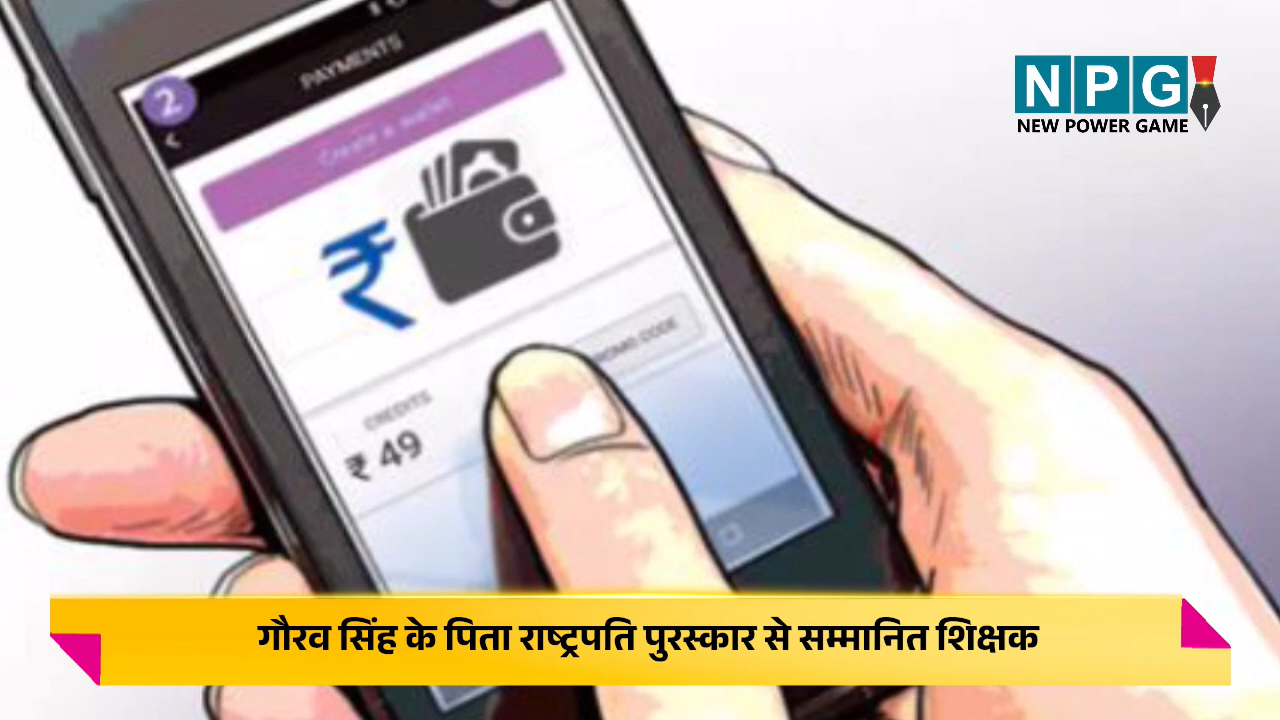 NPG
NEW POWER GAME
2
PAYMENTS
Create a wallet
₹
PROMO CODE
CREDITS
₹ 49
गौरव सिंह के पिता राष्ट्रपति पुरस्कार से सम्मानित शिक्षक